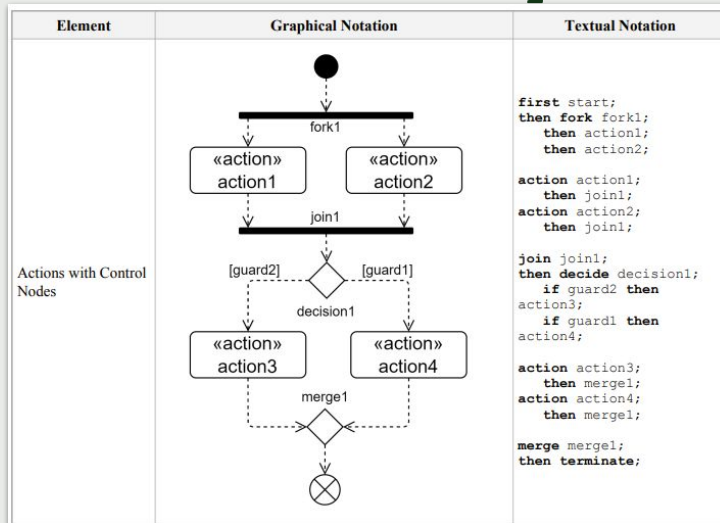 Element
Graphical Notation
Textual Notation
Actions with Control
Nodes
fork1
«action»
action1
«action»
action2
join1
[guard2]
[guard1]
decision1
«action»
action3
«action»
action4
merge1
first start;
then fork fork1;
then action1;
then action2;
action action1;
then join1;
action action2;
then join1;
join join1;
then decide decision1;
if guard2 then
action3;
if guard1 then
action4;
action action3;
then merge1;
action action4;
then merge1;
merge merge1;
then terminate;